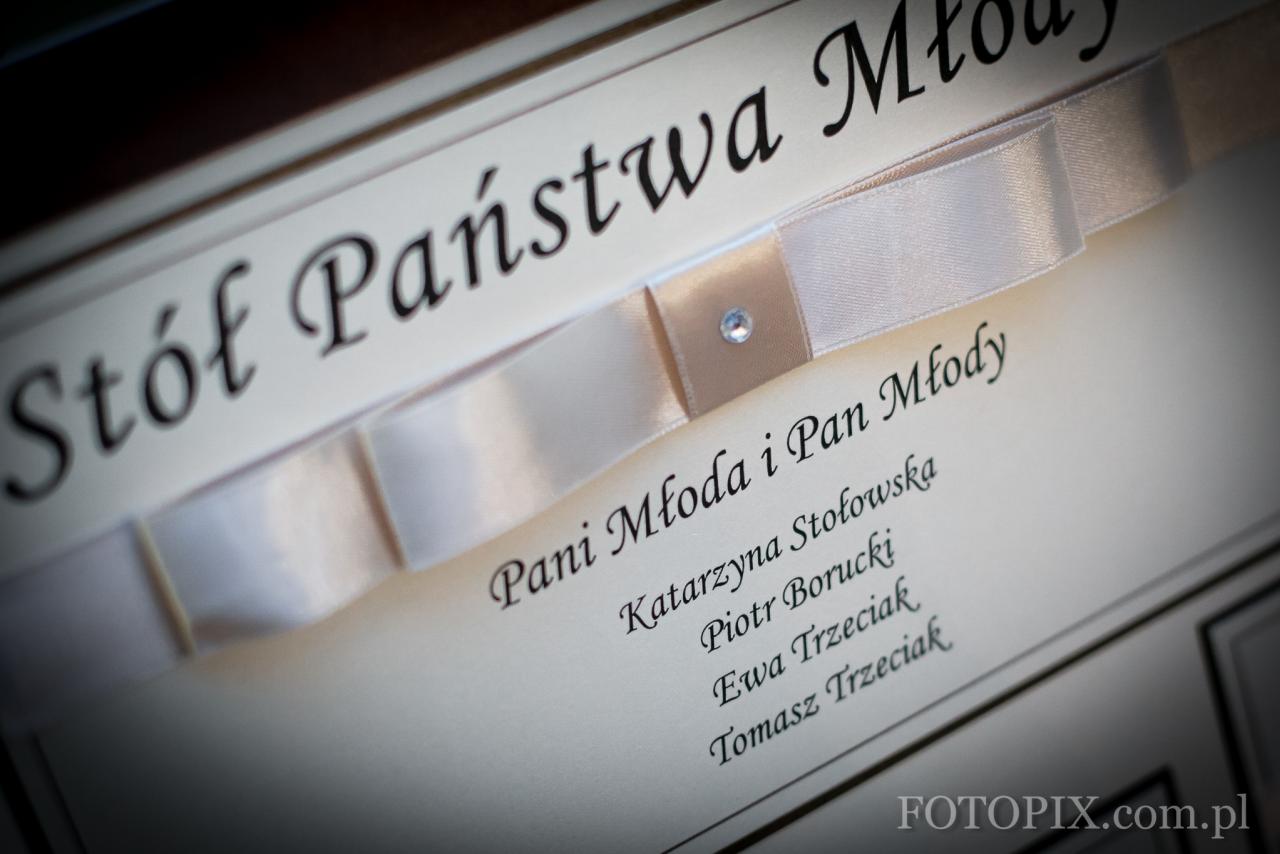 Stół Państwa Młody
Pani Młoda i Pan Młody
Katarzyna Stołowska
Piotr Borucki
Ewa Trzeciak
Tomasz Trzeciak
FOTOPIX.com.pl